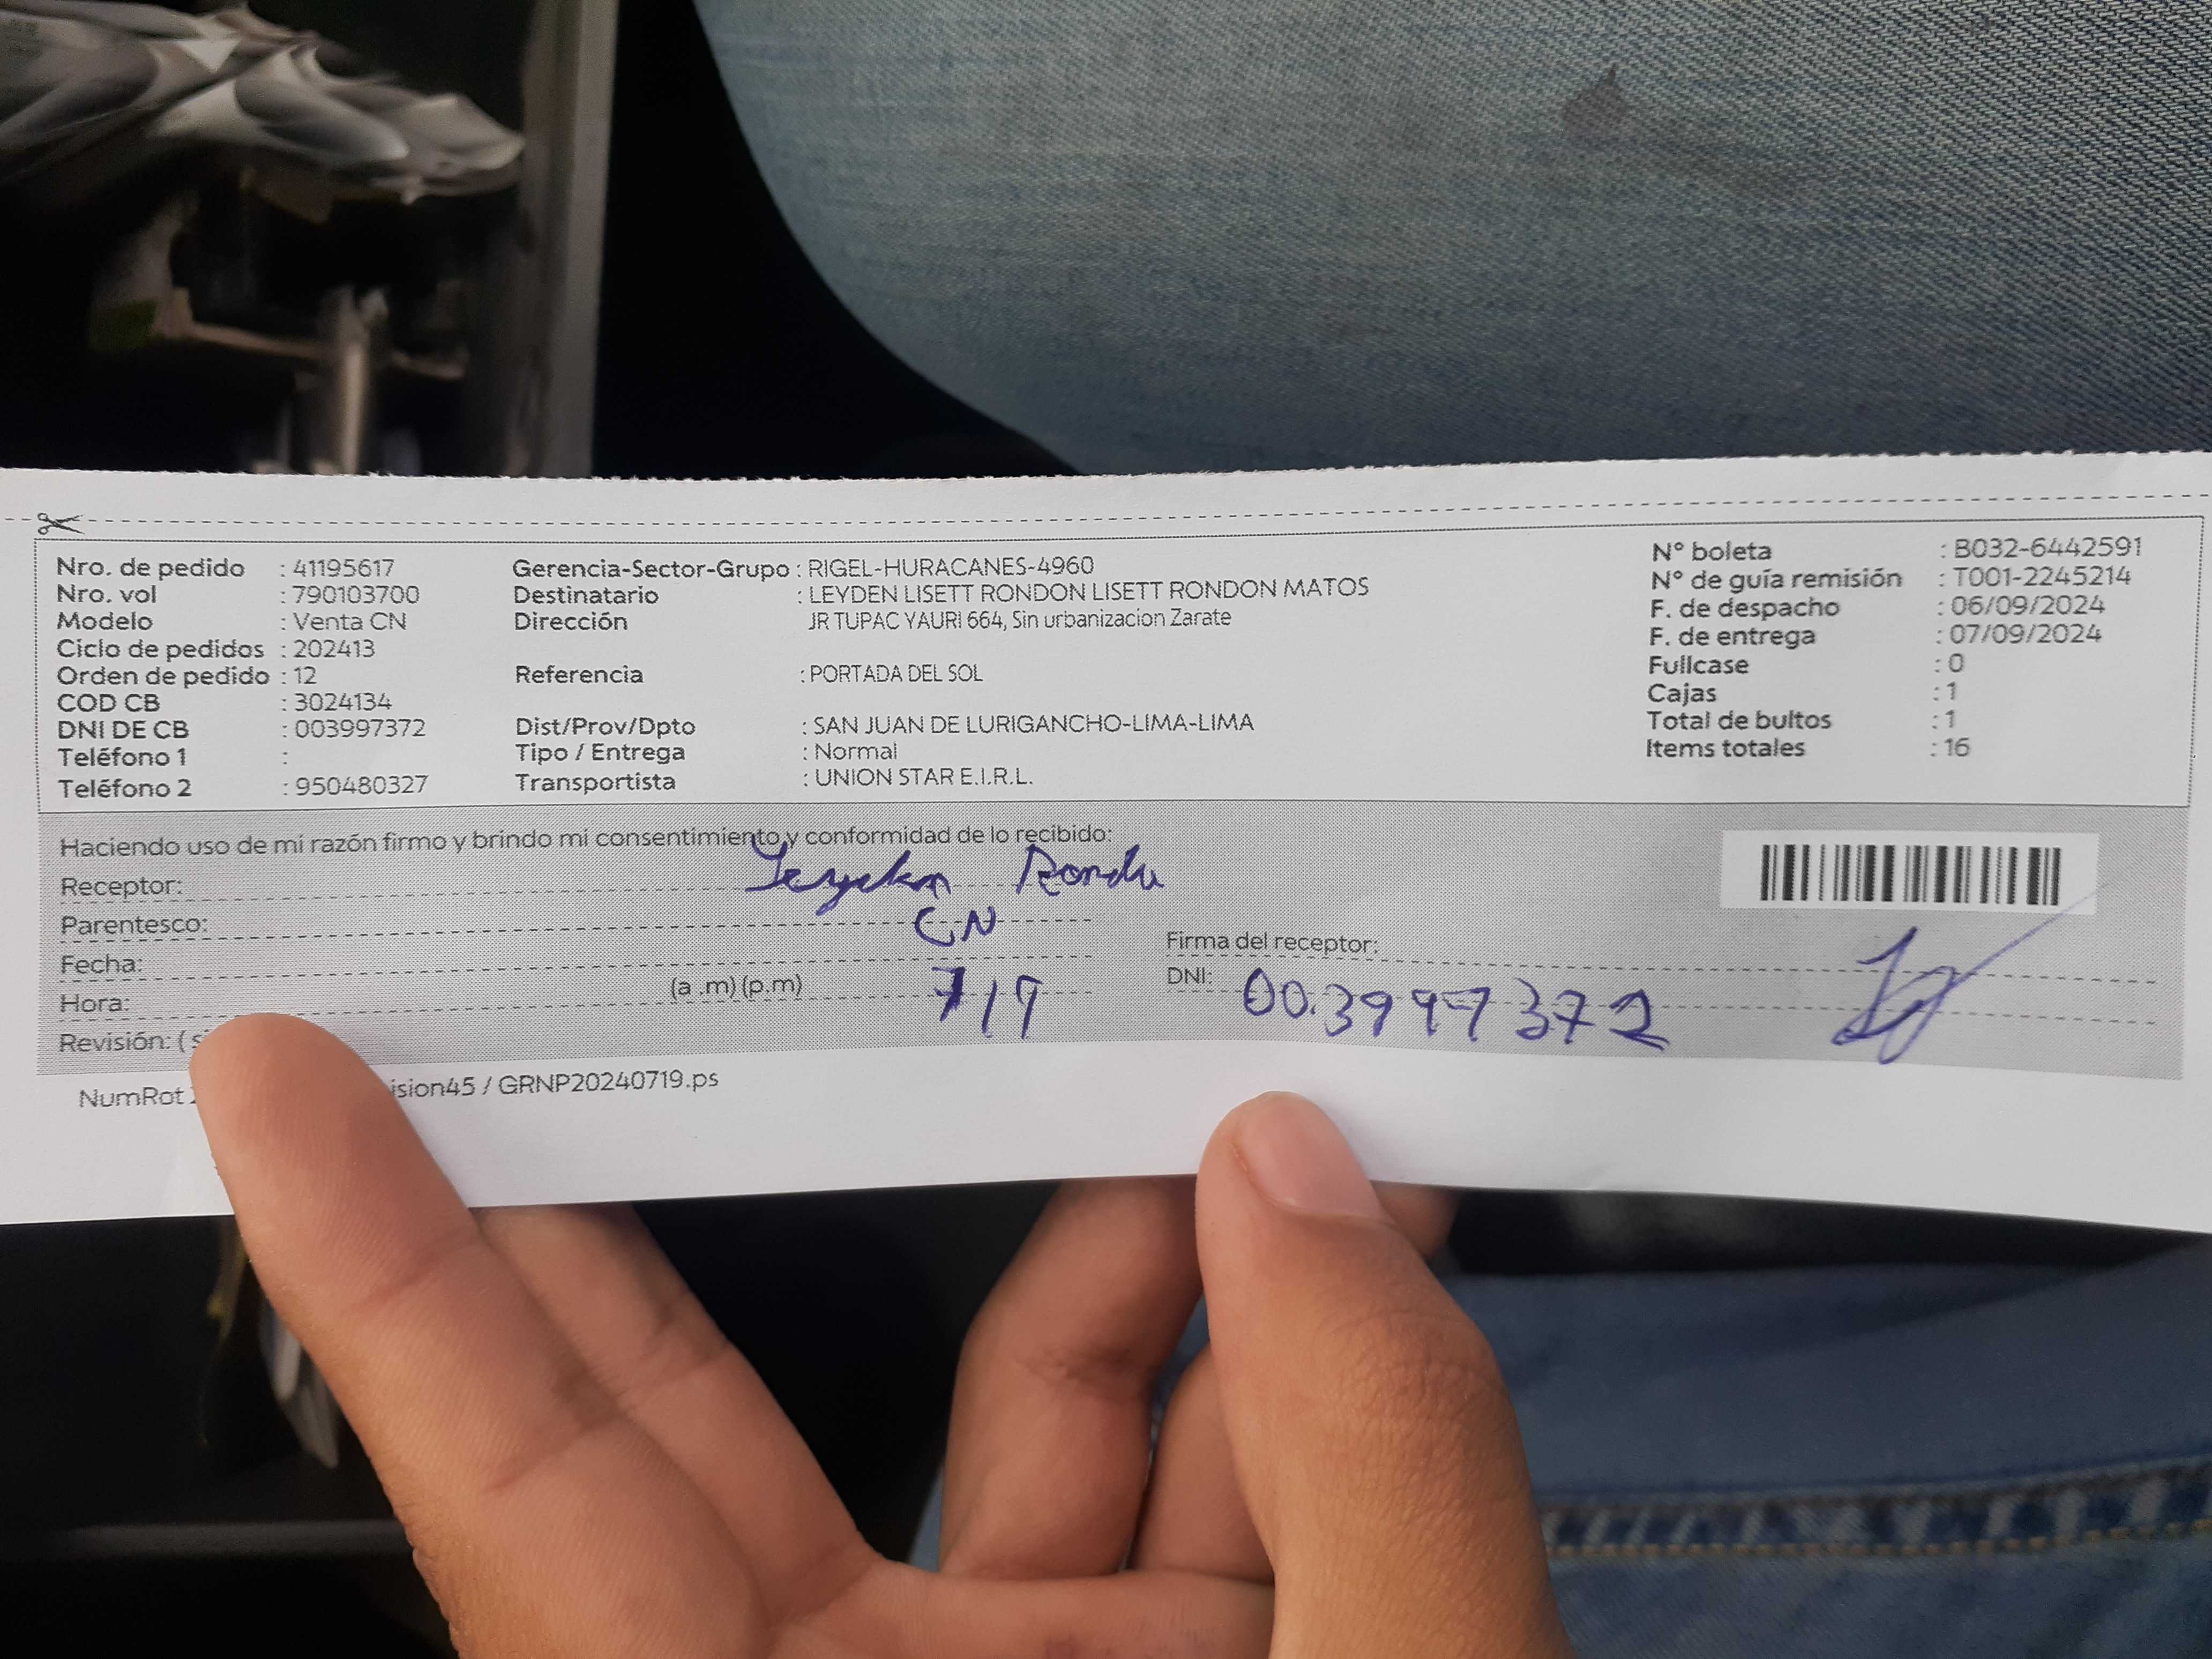 Nro. de pedido : 41195617
Nro. vol : 790103700
Modelo : Venta CN
Ciclo de pedidos : 202413
Orden de pedido : 12
COD CB : 3024134
DNI DE CB : 003997372
Teléfono 1 :
Teléfono 2 : 950480327
Gerencia-Sector-Grupo : RIGEL-HURACANES-4960
Destinatario : LEYDEN LISETT RONDON LISETT RONDON MATOS
Dirección JR TUPAC YAURI 664, Sin urbanizacion Zarate
Referencia : PORTADA DEL SOL
Dist/Prov/Dpto : SAN JUAN DE LURIGANCHO-LIMA-LIMA
Tipo / Entrega : Normal
Transportista : UNION STAR E.I.R.L.
N° boleta : B032-6442591
N° de guía remisión : T001-2245214
F. de despacho : 06/09/2024
F. de entrega : 07/09/2024
Fullcase : 0
Cajas : 1
Total de bultos : 1
Items totales : 16
Haciendo uso de mi razón firmo y brindo mi consentimiento y conformidad de lo recibido:
Receptor:
Parentesco: CN
Fecha:
Hora: (a .m) (p.m) 7/9
Revisión: (
Firma del receptor:
DNI: 00.3997372
NumRot / GRNP20240719.ps